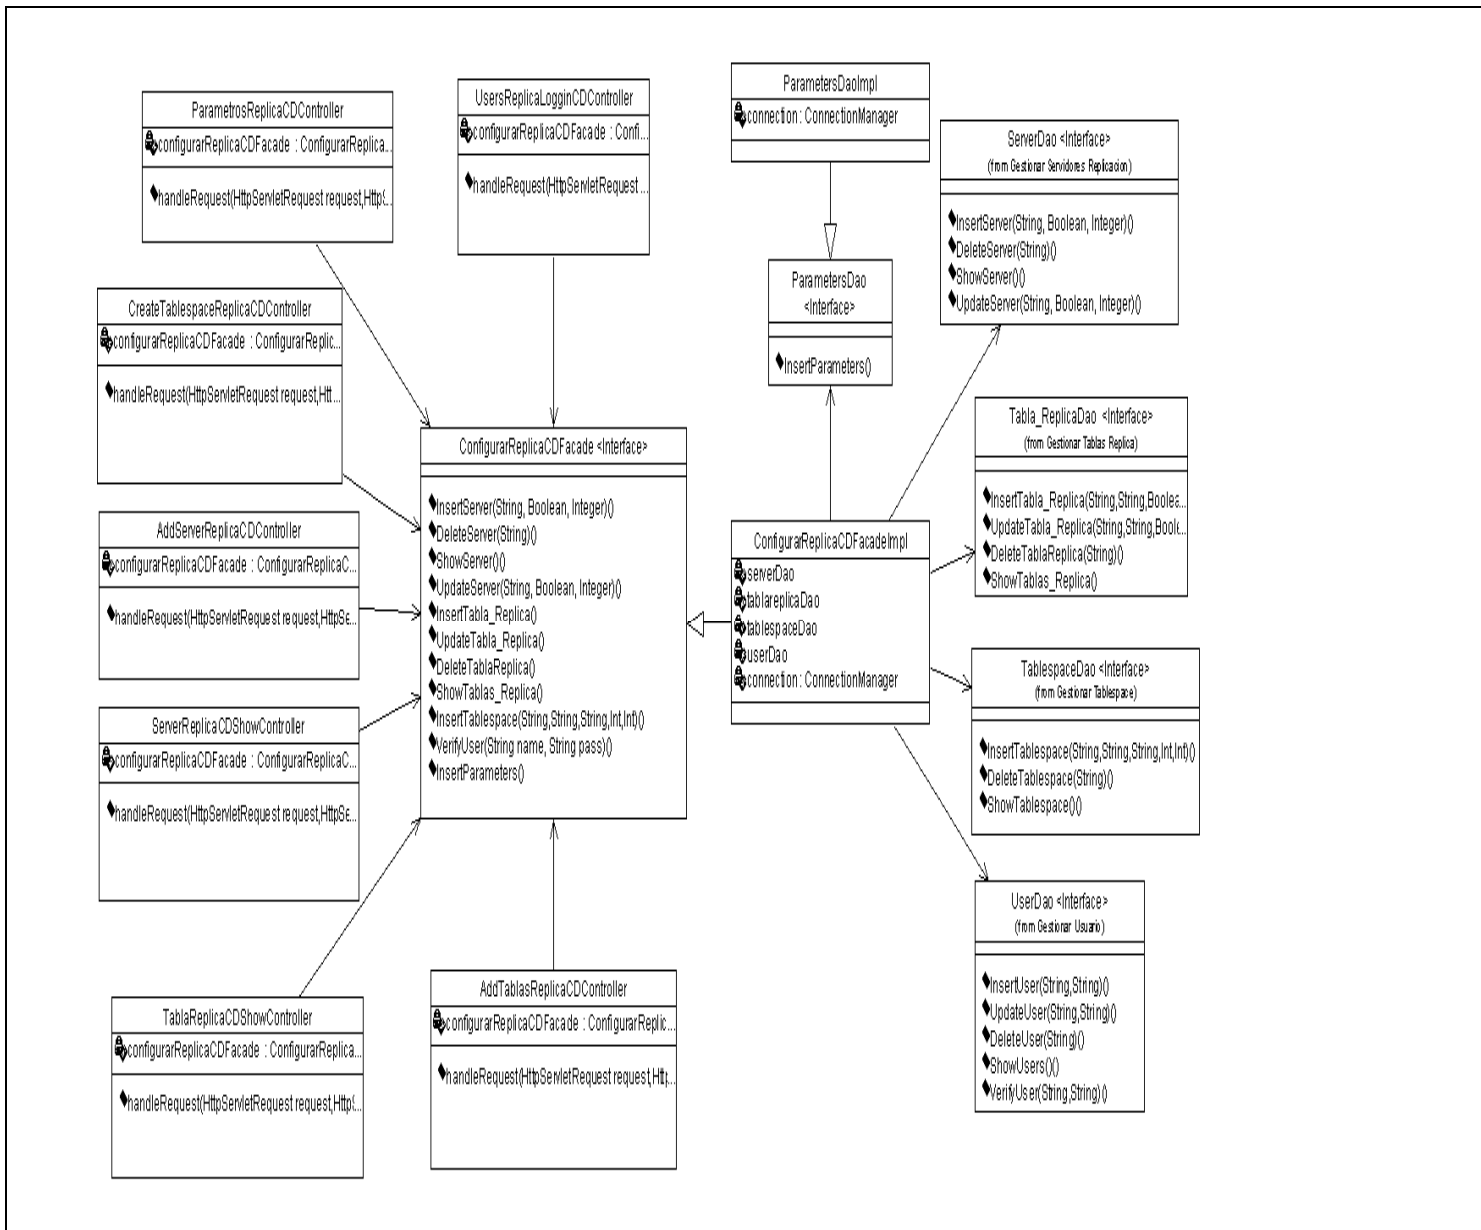 ParametrosReplicaCDController
configurarReplicaCDFacade : ConfigurarReplica...
handleRequest(HttpServletRequest request,HttpS...
UsersReplicaLogginCDController
configurarReplicaCDFacade : Confi...
handleRequest(HttpServletRequest ...
ParametersDaoImpl
connection : ConnectionManager
ServerDao <Interface>
(from Gestionar Servidores Replicacion)
InsertServer(String, Boolean, Integer)()
DeleteServer(String)()
ShowServer()()
UpdateServer(String, Boolean, Integer)()
ParametersDao
<Interface>
InsertParameters()
CreateTablespaceReplicaCDController
configurarReplicaCDFacade : ConfigurarReplic...
handleRequest(HttpServletRequest request,Htt...
ConfigurarReplicaCDFacade <Interface>
InsertServer(String, Boolean, Integer)()
DeleteServer(String)()
ShowServer()()
UpdateServer(String, Boolean, Integer)()
InsertTabla_Replica()
UpdateTabla_Replica()
DeleteTablaReplica()
ShowTablas_Replica()
InsertTablespace(String,String,String,Int,Int)()
VerifyUser(String name, String pass)()
InsertParameters()
Tabla_ReplicaDao <Interface>
(from Gestionar Tablas Replica)
InsertTabla_Replica(String,String,Boolea...
UpdateTabla_Replica(String,String,Boole...
DeleteTablaReplica(String)()
ShowTablas_Replica()
AddServerReplicaCDController
configurarReplicaCDFacade : ConfigurarReplicaC...
handleRequest(HttpServletRequest request,HttpSe...
ConfigurarReplicaCDFacadeImpl
serverDao
tablareplicaDao
tablespaceDao
userDao
connection : ConnectionManager
TablespaceDao <Interface>
(from Gestionar Tablespace)
InsertTablespace(String,String,String,Int,Int)()
DeleteTablespace(String)()
ShowTablespace()()
ServerReplicaCDShowController
configurarReplicaCDFacade : ConfigurarReplicaC...
handleRequest(HttpServletRequest request,HttpSe...
UserDao <Interface>
(from Gestionar Usuario)
InsertUser(String,String)()
UpdateUser(String,String)()
DeleteUser(String)()
ShowUsers()()
VerifyUser(String,String)()
TablaReplicaCDShowController
configurarReplicaCDFacade : ConfigurarReplica...
handleRequest(HttpServletRequest request,HttpS...
AddTablasReplicaCDController
configurarReplicaCDFacade : ConfigurarReplic...
handleRequest(HttpServletRequest request,Http...